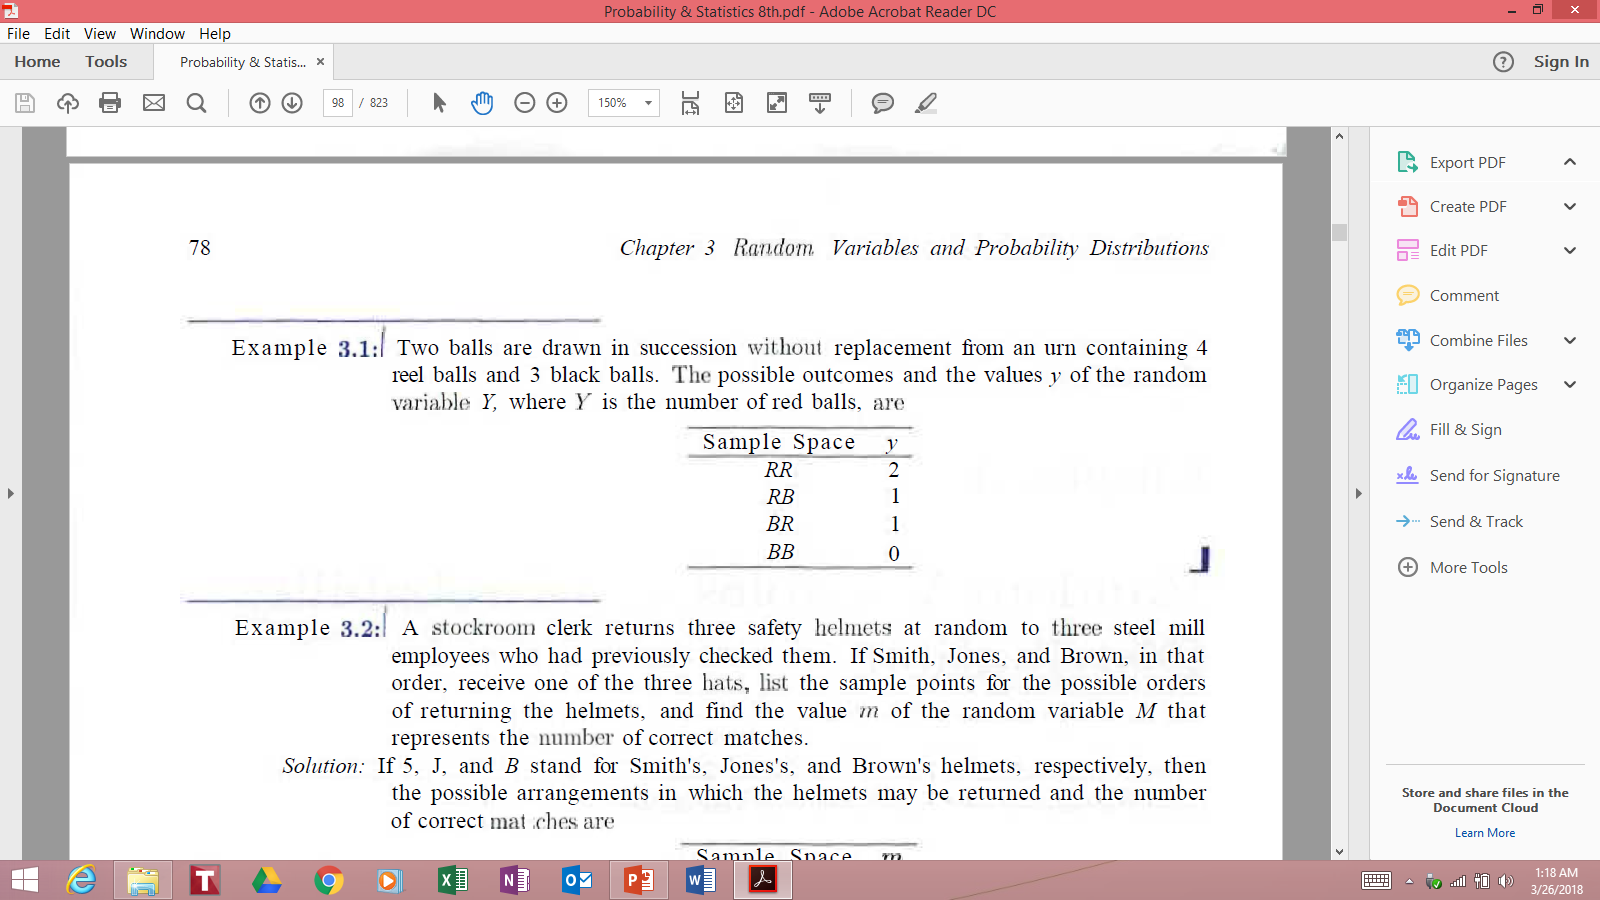 Probability & Statistics 8th.pdf - Adobe Acrobat Reader DC
File Edit View Window Help
Home Tools Probability & Statis... × ? Sign In
98 / 823 150%
78 Chapter 3 Random Variables and Probability Distributions
Example 3.1: Two balls are drawn in succession without replacement from an urn containing 4
reel balls and 3 black balls. The possible outcomes and the values y of the random
variable Y, where Y is the number of red balls, are
Sample Space y
RR 2
RB 1
BR 1
BB 0
Example 3.2: A stockroom clerk returns three safety helmets at random to three steel mill
employees who had previously checked them. If Smith, Jones, and Brown, in that
order, receive one of the three hats, list the sample points for the possible orders
of returning the helmets, and find the value m of the random variable M that
represents the number of correct matches.
Solution: If 5, J, and B stand for Smith's, Jones's, and Brown's helmets, respectively, then
the possible arrangements in which the helmets may be returned and the number
of correct mat .ches are
Sample Space m
Export PDF
Create PDF
Edit PDF
Comment
Combine Files
Organize Pages
Fill & Sign
Send for Signature
Send & Track
More Tools
Store and share files in the
Document Cloud
Learn More
1:18 AM
3/26/2018